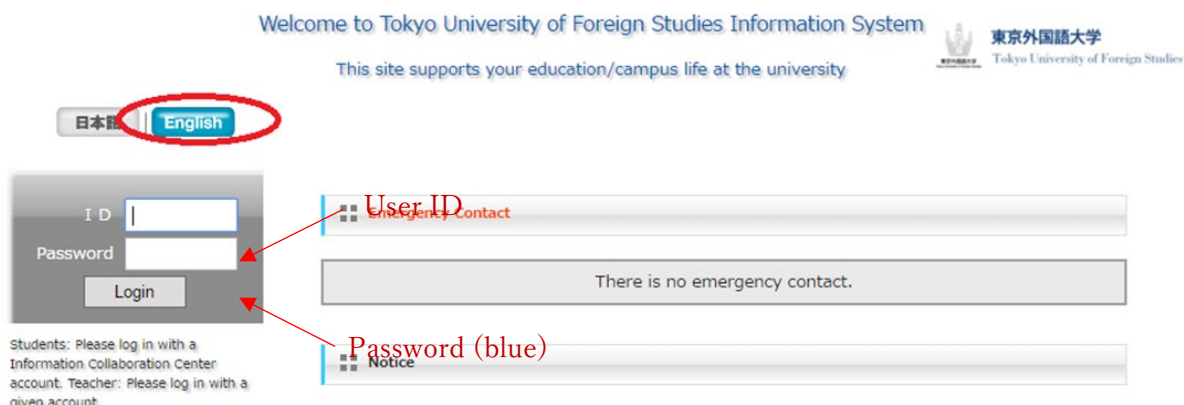 Welcome to Tokyo University of Foreign Studies Information System
東京外国語大学
Tokyo University of Foreign Studies
This site supports your education/campus life at the university
日本語 | English
ID
Password
Login
User ID
Emergency Contact
There is no emergency contact.
Password (blue)
Notice
Students: Please log in with a
Information Collaboration Center
account. Teacher: Please log in with a
given account